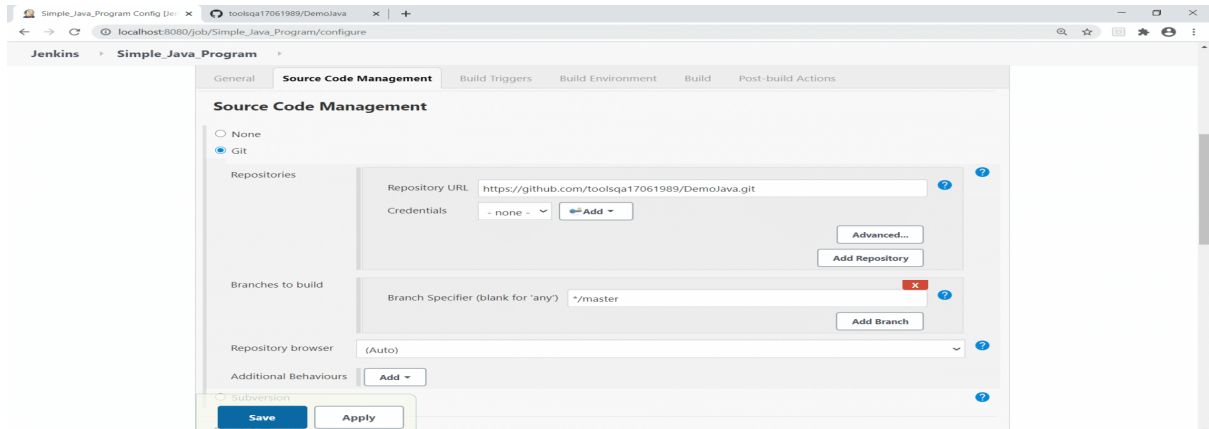 Simple_Java_Program Config [Jen
toolsqa17061989/DemoJava
localhost:8080/job/Simple_Java_Program/configure
Jenkins Simple_Java_Program
General Source Code Management Build Triggers Build Environment Build Post-build Actions
Source Code Management
None
Git
Repositories
Repository URL https://github.com/toolsqa17061989/DemoJava.git
Credentials - none - Add
Advanced...
Add Repository
Branches to build
X
Branch Specifier (blank for 'any') */master
Add Branch
Repository browser (Auto)
Additional Behaviours Add
Subversion
Save Apply